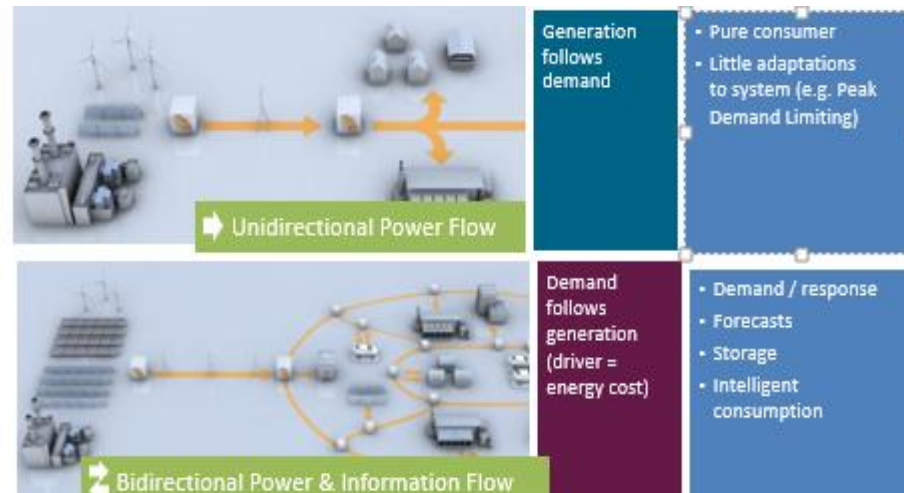 Generation
follows
demand
• Pure consumer
• Little adaptations
to system (e.g. Peak
Demand Limiting)
Unidirectional Power Flow
Demand
follows
generation
(driver =
energy cost)
• Demand / response
• Forecasts
• Storage
• Intelligent
consumption
Bidirectional Power & Information Flow